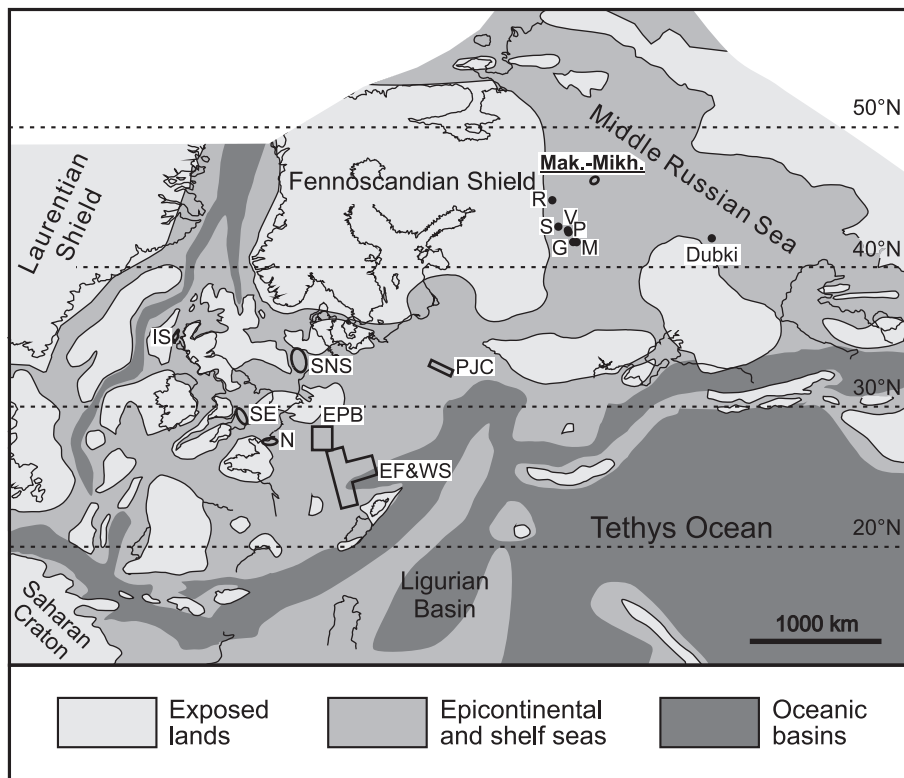 50°N
Middle Russian Sea
Mak.-Mikh.
Laurentian
Shield
Fennoscandian Shield
R
V
S
P
G
M
Dubki
40°N
IS
SNS
PJC
30°N
SE
EPB
N
EF&WS
Tethys Ocean
20°N
Ligurian
Basin
Saharan
Craton
1000 km
Exposed
lands
Epicontinental
and shelf seas
Oceanic
basins